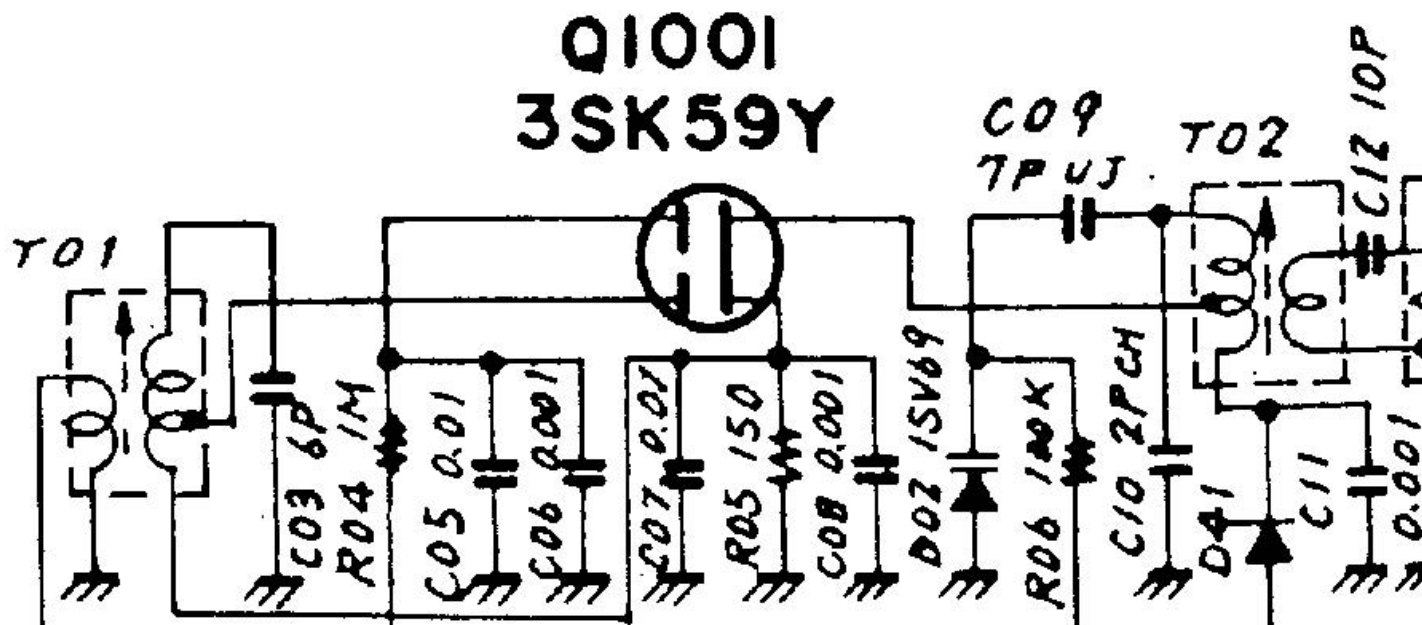 Q1001
3SK59Y
T01
C03 6P
R04 1M
C05 0.01
C06 0.001
C07 0.01
R05 150
C08 0.001
D02 1SV69
C09
7P UJ
R06 100K
C10 2P CH
T02
C12 10P
D41
C11
0.001